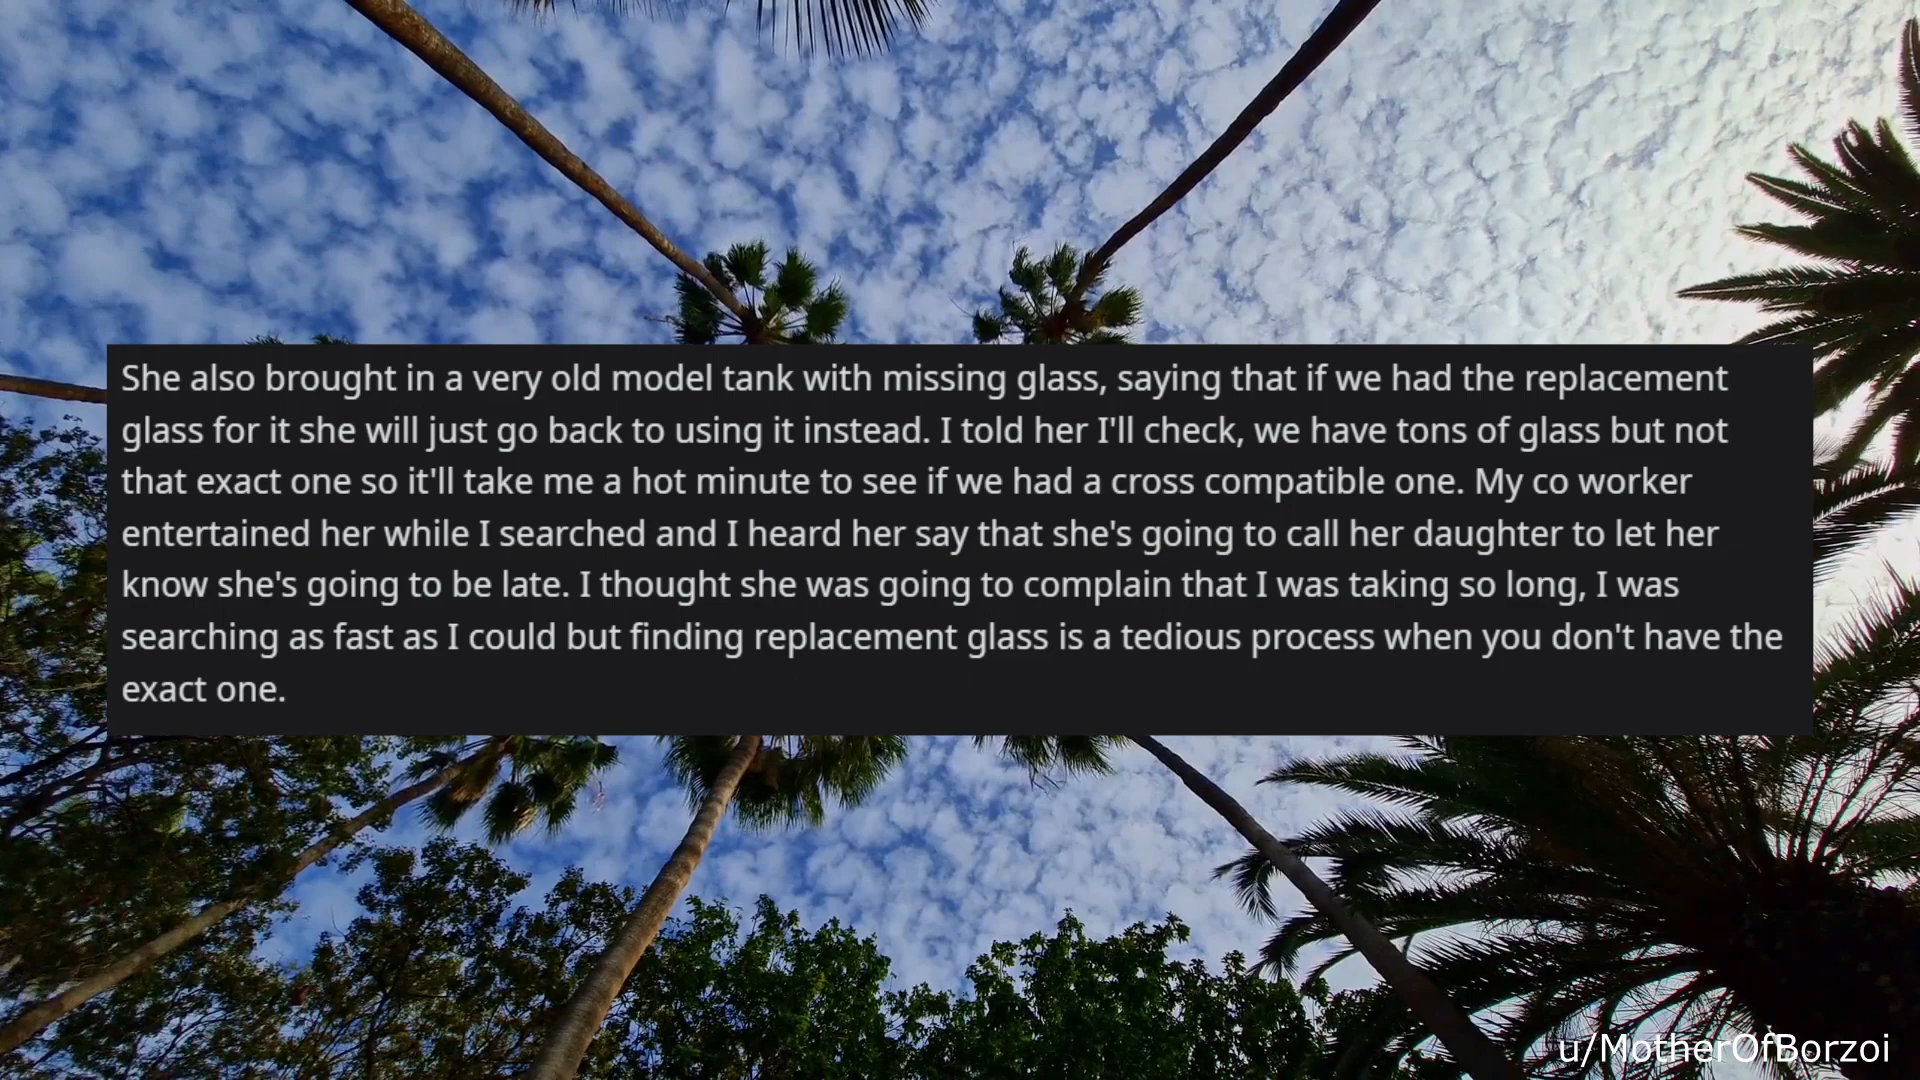 She also brought in a very old model tank with missing glass, saying that if we had the replacement
glass for it she will just go back to using it instead. I told her I'll check, we have tons of glass but not
that exact one so it'll take me a hot minute to see if we had a cross compatible one. My co worker
entertained her while I searched and I heard her say that she's going to call her daughter to let her
know she's going to be late. I thought she was going to complain that I was taking so long, I was
searching as fast as I could but finding replacement glass is a tedious process when you don't have the
exact one.
u/MotherOfBorzoi